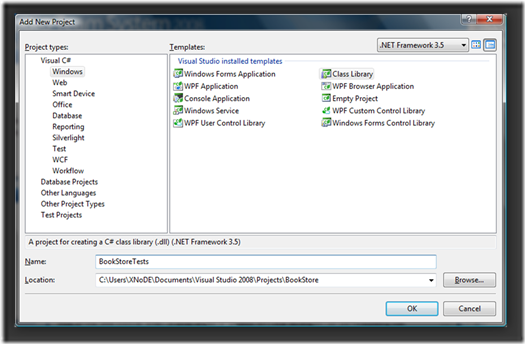 Add New Project
Project types:
Templates:
.NET Framework 3.5
Visual C#
Windows
Web
Smart Device
Office
Database
Reporting
Silverlight
Test
WCF
Workflow
Database Projects
Other Languages
Other Project Types
Test Projects
Visual Studio installed templates
Windows Forms Application
Class Library
WPF Application
WPF Browser Application
Console Application
Empty Project
Windows Service
WPF Custom Control Library
WPF User Control Library
Windows Forms Control Library
A project for creating a C# class library (.dll) (.NET Framework 3.5)
Name:
BookStoreTests
Location:
C:\Users\XNoDE\Documents\Visual Studio 2008\Projects\BookStore
Browse...
OK
Cancel